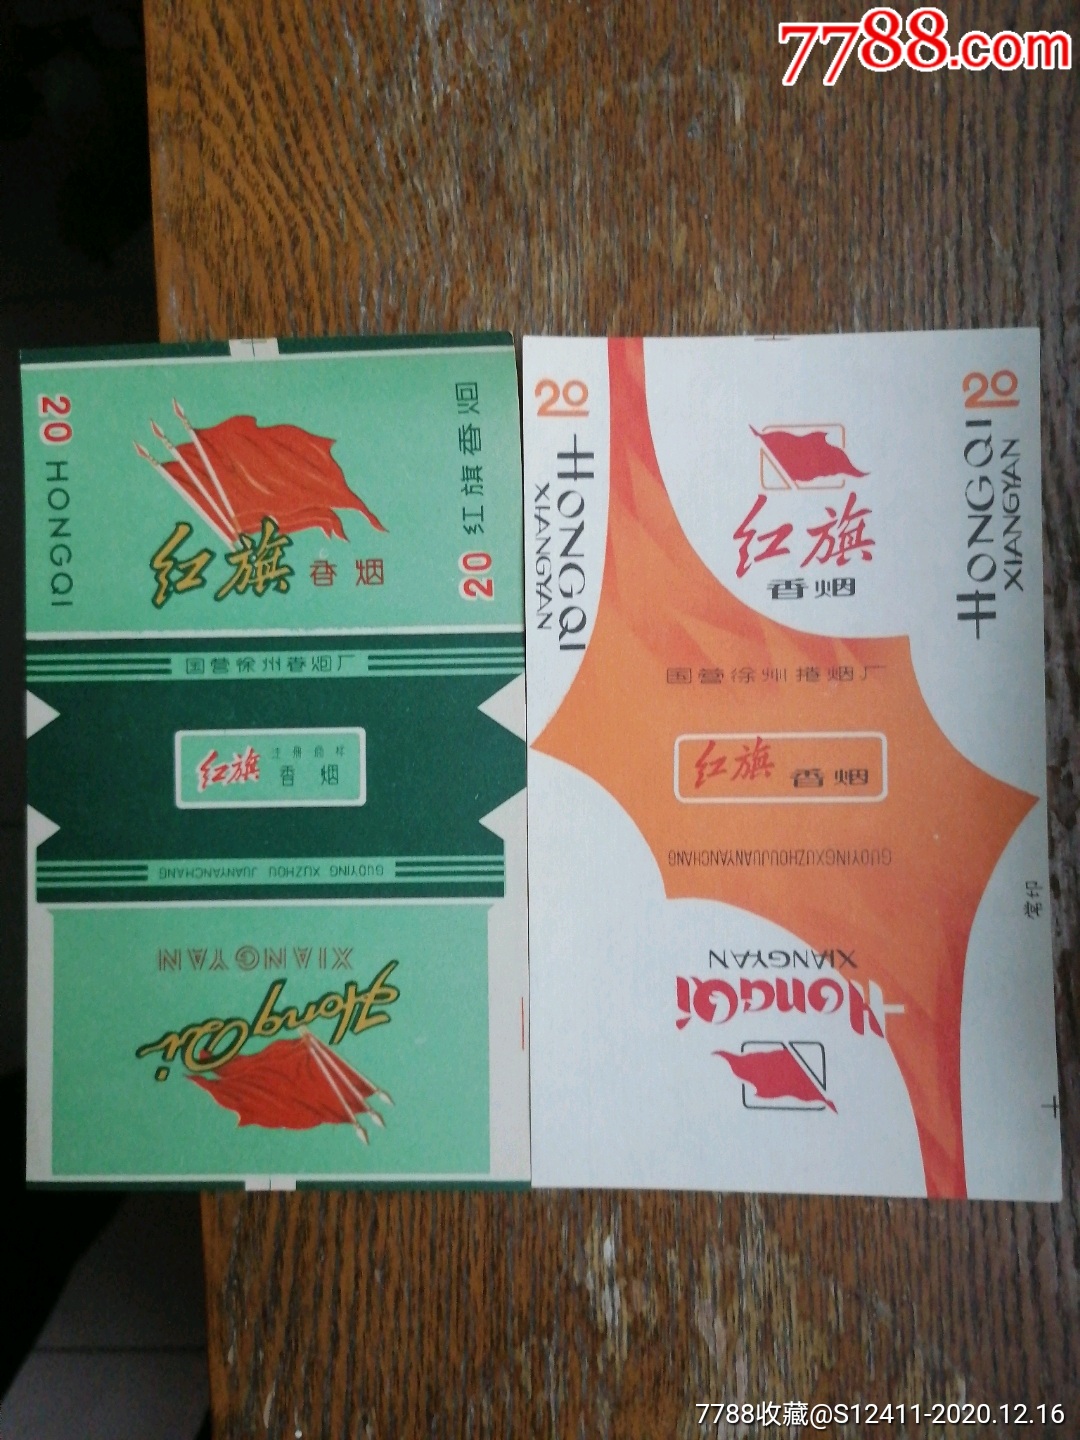 7788.com
20 HONGQI
红旗 香烟
20 红旗香烟
国营徐州卷烟厂
红旗 注册商标
香烟
GUOYING XUZHOU JUANYANCHANG
XIANGYAN
HongQi
20 HONGQI
XIANGYAN
红旗
香烟
20 HONGQI
XIANGYAN
国营徐州捲烟厂
红旗 香烟
GUOYINGXUZHOUJUANYANCHANG
XIANGYAN
HongQi
常印
7788收藏@S12411-2020.12.16